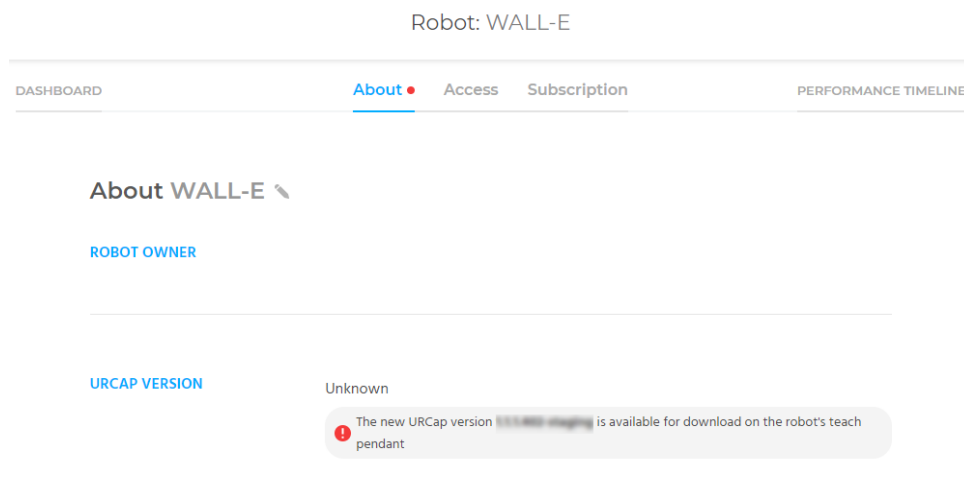 Robot: WALL-E
DASHBOARD
About
Access
Subscription
PERFORMANCE TIMELINE
About WALL-E
ROBOT OWNER
URCAP VERSION
Unknown
The new URCap version is available for download on the robot's teach
pendant